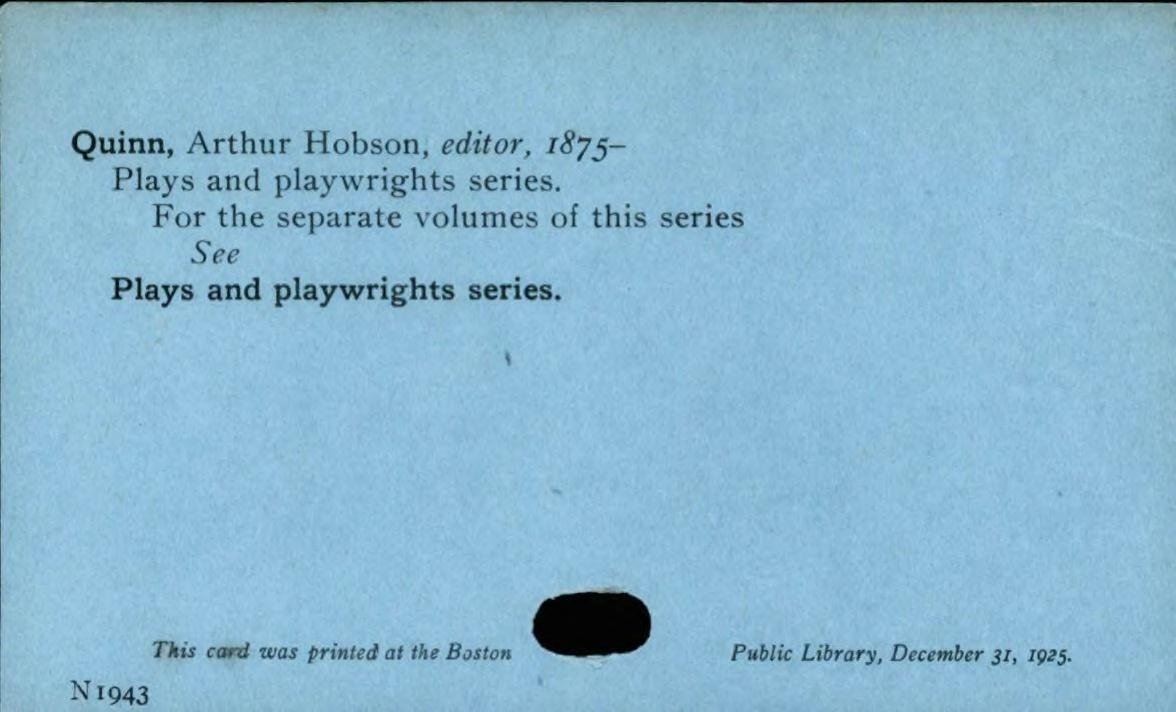 Quinn, Arthur Hobson, editor, 1875–
Plays and playwrights series.
For the separate volumes of this series
See
Plays and playwrights series.
This card was printed at the Boston Public Library, December 31, 1925.
N 1943